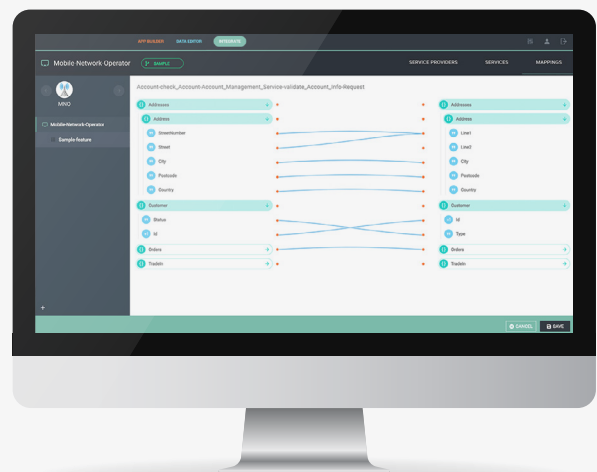 APP BUILDER DATA EDITOR INTEGRATE
Mobile-Network Operator SAMPLE SERVICE PROVIDERS SERVICES MAPPINGS
MNO
Mobile-Network-Operator
Sample-feature
Account-check_Account-Account_Management_Service-validate_Account_Info-Request
Addresses Addresses
Address Address
StreetNumber Line1
Street Line2
City City
Postcode Postcode
Country Country
Customer Customer
Status Id
Id Type
Orders Orders
TradeIn TradeIn
+
CANCEL SAVE